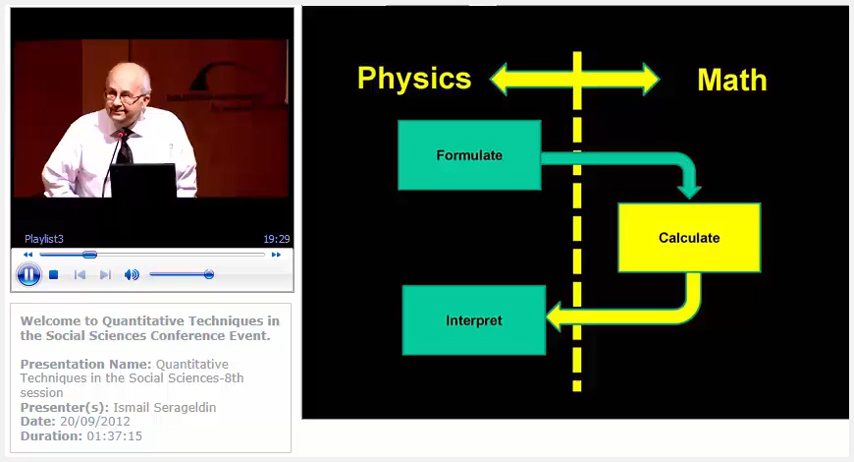 Playlist3
19:29
Welcome to Quantitative Techniques in
the Social Sciences Conference Event.
Presentation Name: Quantitative
Techniques in the Social Sciences-8th
session
Presenter(s): Ismail Serageldin
Date: 20/09/2012
Duration: 01:37:15
Physics
Math
Formulate
Calculate
Interpret